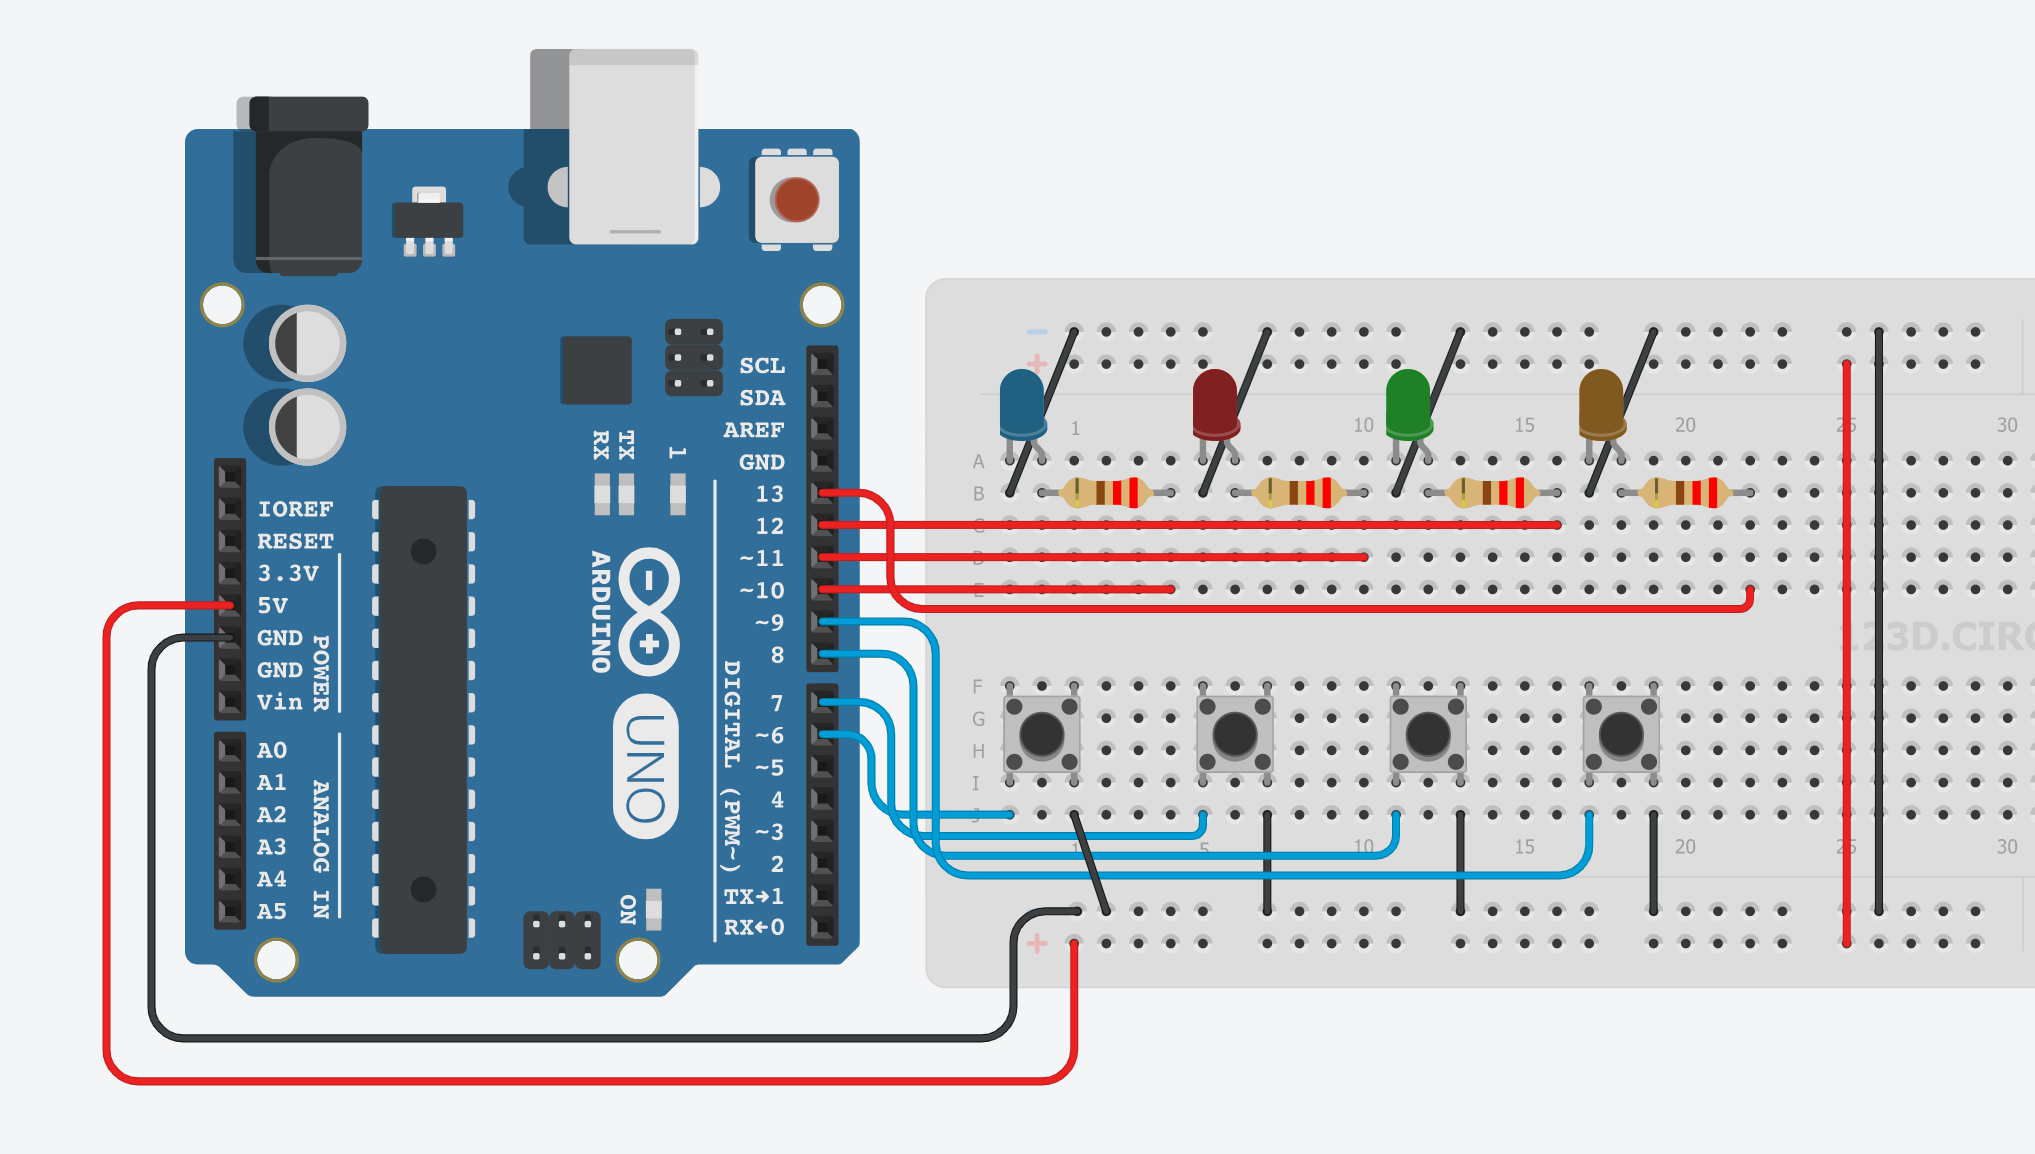 SCL
SDA
AREF
GND
13
12
~11
~10
~9
8
7
~6
~5
4
~3
2
TX→1
RX←0
DIGITAL (PWM~)
IOREF
RESET
3.3V
5V
GND
GND
Vin
POWER
A0
A1
A2
A3
A4
A5
ANALOG IN
RX
TX
1
ARDUINO
UNO
ON
− 
+
1 10 15 20 25 30
A
B
C
D
E
123D.CIRC
F
G
H
I
J
1 5 10 15 20 25 30
+